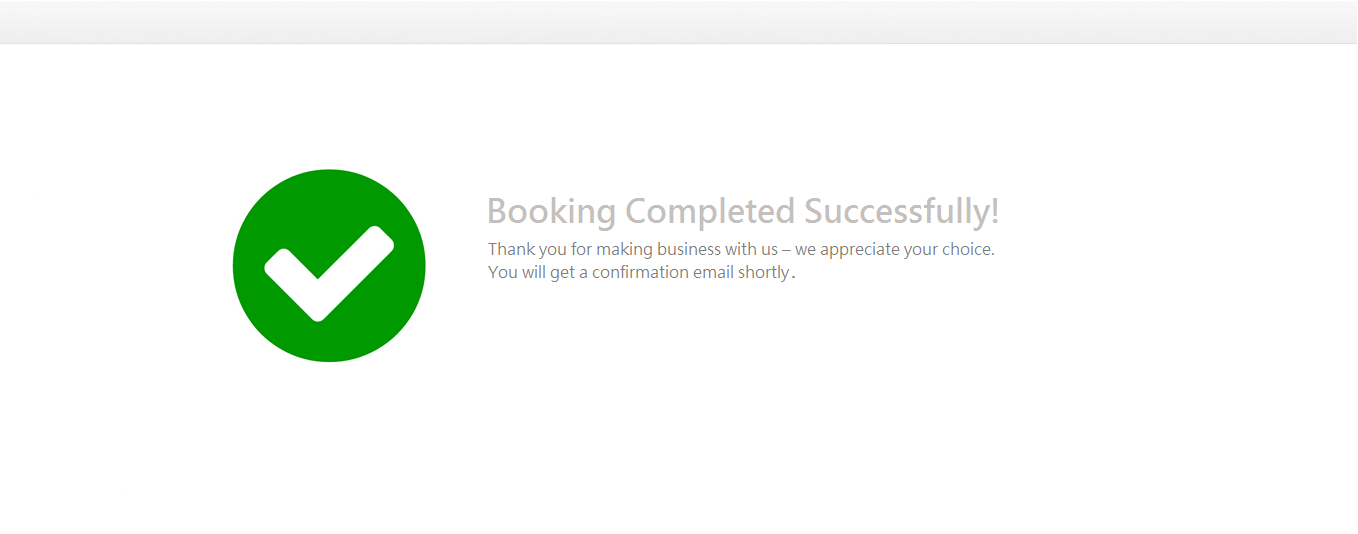 Booking Completed Successfully!
Thank you for making business with us – we appreciate your choice.
You will get a confirmation email shortly.